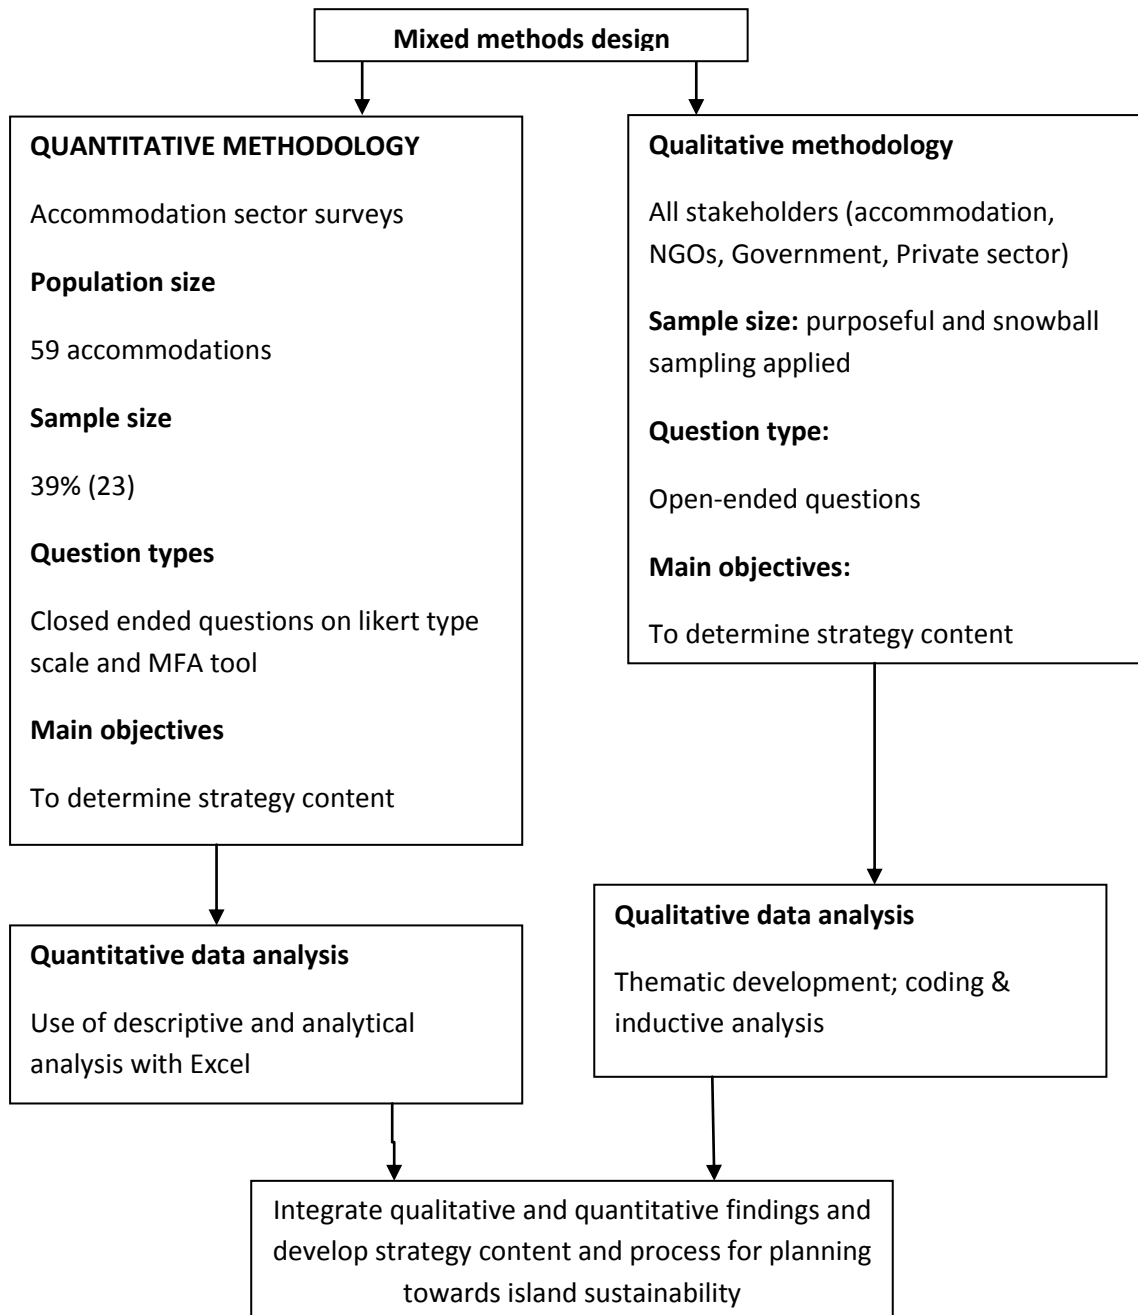 Mixed methods design
QUANTITATIVE METHODOLOGY
Accommodation sector surveys
Population size
59 accommodations
Sample size
39% (23)
Question types
Closed ended questions on likert type
scale and MFA tool
Main objectives
To determine strategy content
Qualitative methodology
All stakeholders (accommodation,
NGOs, Government, Private sector)
Sample size: purposeful and snowball
sampling applied
Question type:
Open-ended questions
Main objectives:
To determine strategy content
Quantitative data analysis
Use of descriptive and analytical
analysis with Excel
Qualitative data analysis
Thematic development; coding &
inductive analysis
Integrate qualitative and quantitative findings and
develop strategy content and process for planning
towards island sustainability